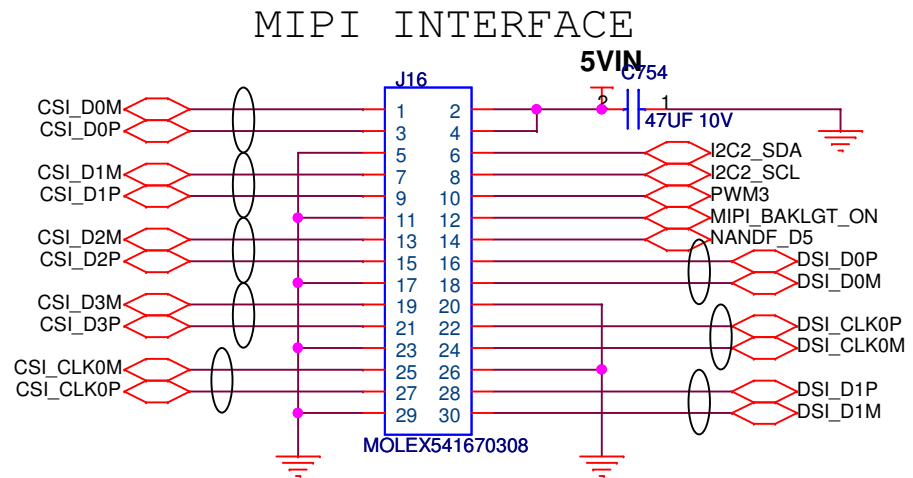 MIPI INTERFACE
5VIN
J16
C754
CSI_D0M 1 2 2 1
CSI_D0P 3 4 47UF 10V
5 6 I2C2_SDA
CSI_D1M 7 8 I2C2_SCL
CSI_D1P 9 10 PWM3
11 12 MIPI_BAKLGT_ON
CSI_D2M 13 14 NANDF_D5
CSI_D2P 15 16 DSI_D0P
17 18 DSI_D0M
CSI_D3M 19 20
CSI_D3P 21 22 DSI_CLK0P
23 24 DSI_CLK0M
CSI_CLK0M 25 26
CSI_CLK0P 27 28 DSI_D1P
29 30 DSI_D1M
MOLEX541670308